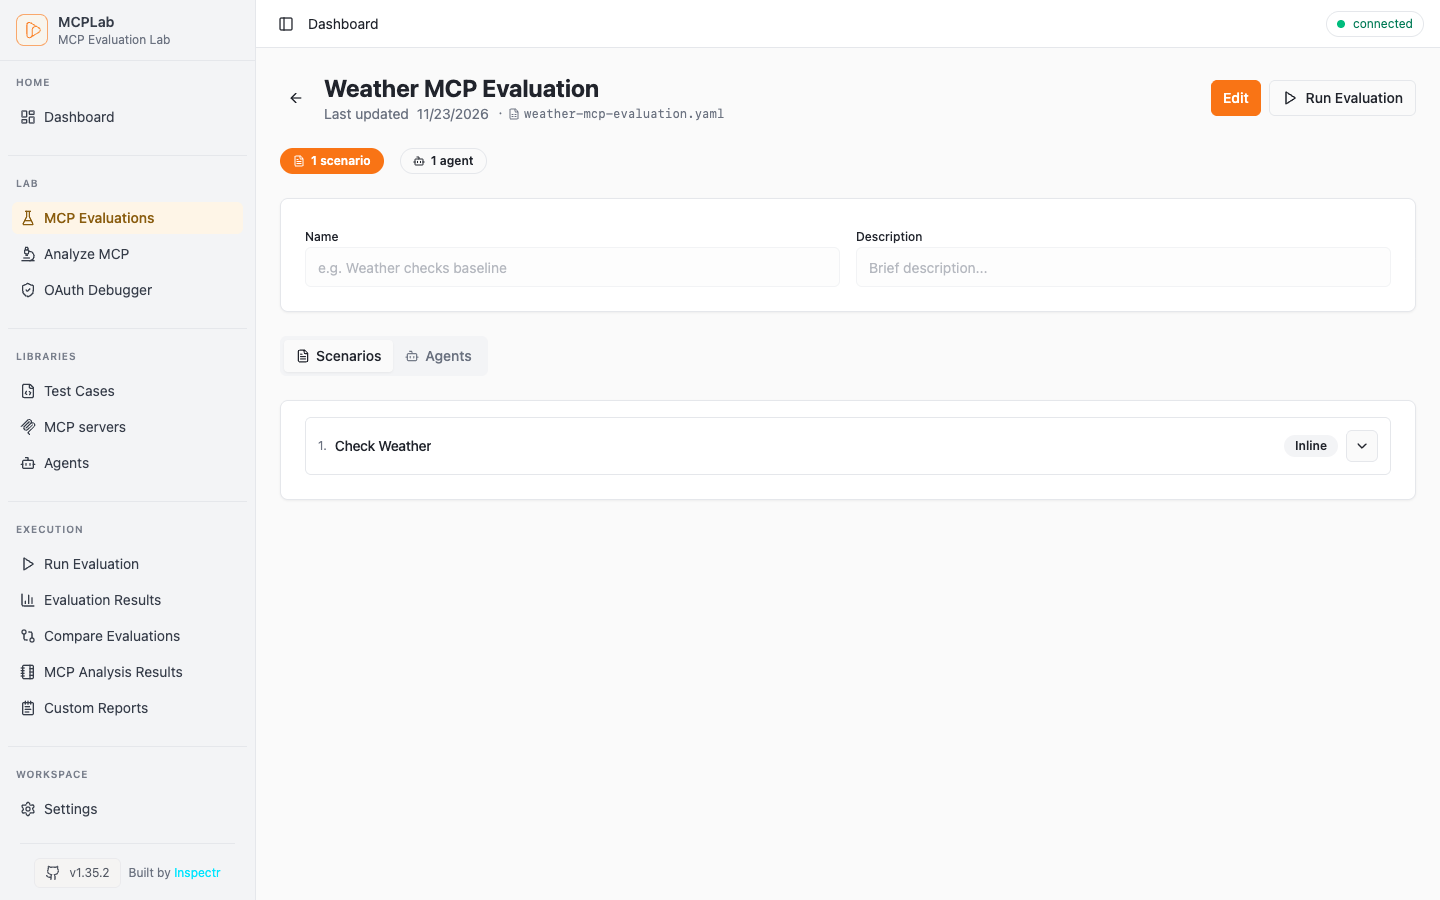 MCPLab
MCP Evaluation Lab
HOME
Dashboard
LAB
MCP Evaluations
Analyze MCP
OAuth Debugger
LIBRARIES
Test Cases
MCP servers
Agents
EXECUTION
Run Evaluation
Evaluation Results
Compare Evaluations
MCP Analysis Results
Custom Reports
WORKSPACE
Settings
v1.35.2 Built by Inspectr
Dashboard
connected
Weather MCP Evaluation
Last updated 11/23/2026 · weather-mcp-evaluation.yaml
Edit
Run Evaluation
1 scenario
1 agent
Name
e.g. Weather checks baseline
Description
Brief description...
Scenarios
Agents
1. Check Weather
Inline